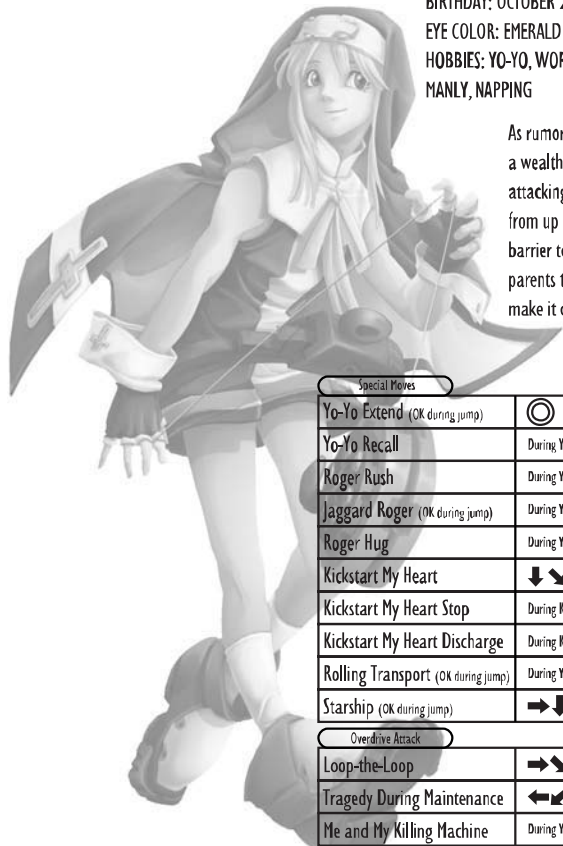 BIRTHDAY: OCTOBER
EYE COLOR: EMERALD
HOBBIES: YO-YO,
MANLY, NAPPING
As
a
attacking
from up
barrier
parents
make it
Special Moves
Yo-Yo Extend (OK during jump)
Yo-Yo Recall During
Roger Rush During
Jaggard Roger (OK during jump) During
Roger Hug During
Kickstart My Heart ⬇⬊
Kickstart My Heart Stop During
Kickstart My Heart Discharge During
Rolling Transport (OK during jump) During
Starship (OK during jump) ➡⬇
Overdrive Attack
Loop-the-Loop ➡⬊
Tragedy During Maintenance ⬅⬋
Me and My Killing Machine During